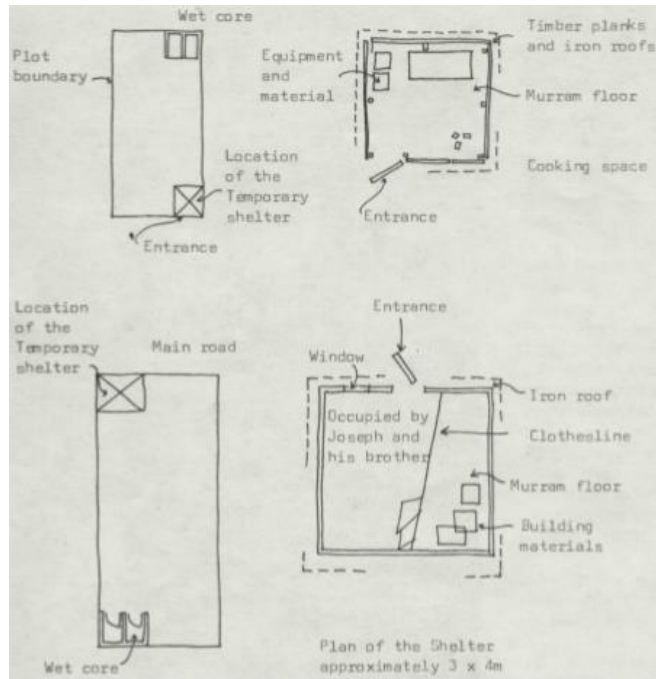 Wet core
Plot
boundary
Location
of the
Temporary
shelter
Entrance
Equipment
and
material
Timber planks
and iron roofs
Murram floor
Cooking space
Entrance
Location
of the
Temporary
shelter
Main road
Wet core
Entrance
Window
Occupied by
Joseph and
his brother
Iron roof
Clothesline
Murram floor
Building
materials
Plan of the Shelter
approximately 3 x 4m